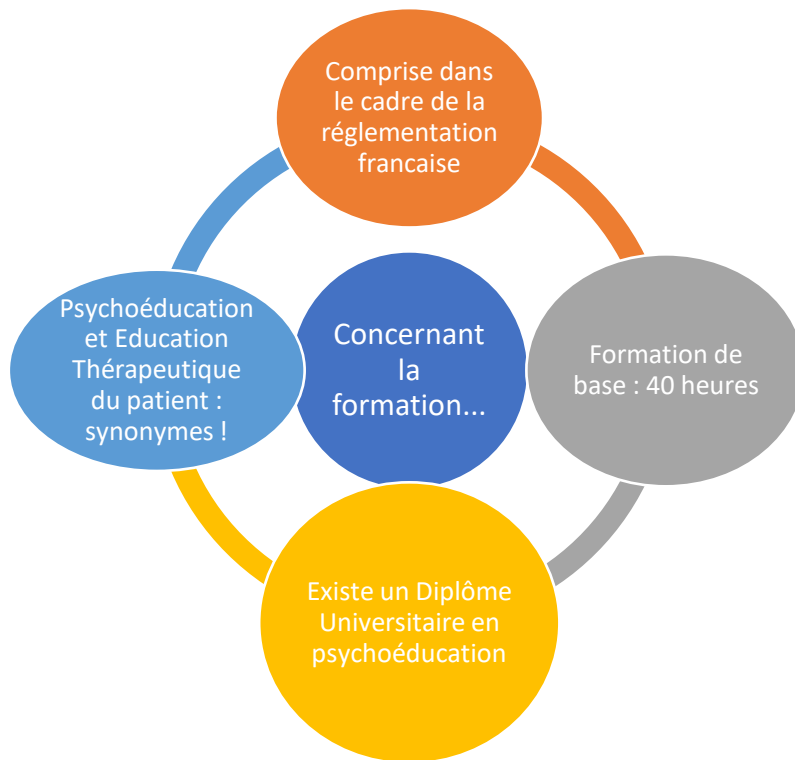 Comprise dans
le cadre de la
réglementation
francaise
Psychoéducation
et Education
Thérapeutique
du patient :
synonymes !
Concernant
la
formation...
Formation de
base : 40 heures
Existe un Diplôme
Universitaire en
psychoéducation